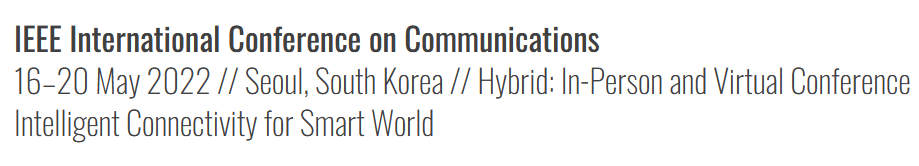 IEEE International Conference on Communications
16–20 May 2022 // Seoul, South Korea // Hybrid: In-Person and Virtual Conference
Intelligent Connectivity for Smart World